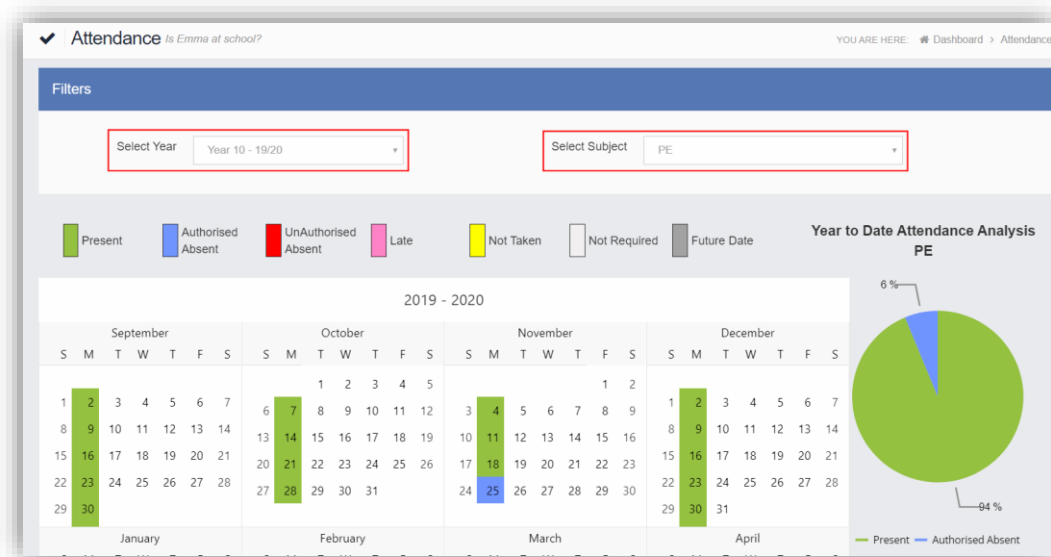 Attendance Is Emma at school?
YOU ARE HERE: Dashboard > Attendance
Filters
Select Year Year 10 - 19/20
Select Subject PE
Present
Authorised
Absent
UnAuthorised
Absent
Late
Not Taken
Not Required
Future Date
Year to Date Attendance Analysis
PE
2019 - 2020
September
S M T W T F S
1 2 3 4 5 6 7
8 9 10 11 12 13 14
15 16 17 18 19 20 21
22 23 24 25 26 27 28
29 30
October
S M T W T F S
1 2 3 4 5
6 7 8 9 10 11 12
13 14 15 16 17 18 19
20 21 22 23 24 25 26
27 28 29 30 31
November
S M T W T F S
1 2
3 4 5 6 7 8 9
10 11 12 13 14 15 16
17 18 19 20 21 22 23
24 25 26 27 28 29 30
December
S M T W T F S
1 2 3 4 5 6 7
8 9 10 11 12 13 14
15 16 17 18 19 20 21
22 23 24 25 26 27 28
29 30 31
6 %
94 %
Present Authorised Absent
January
February
March
April